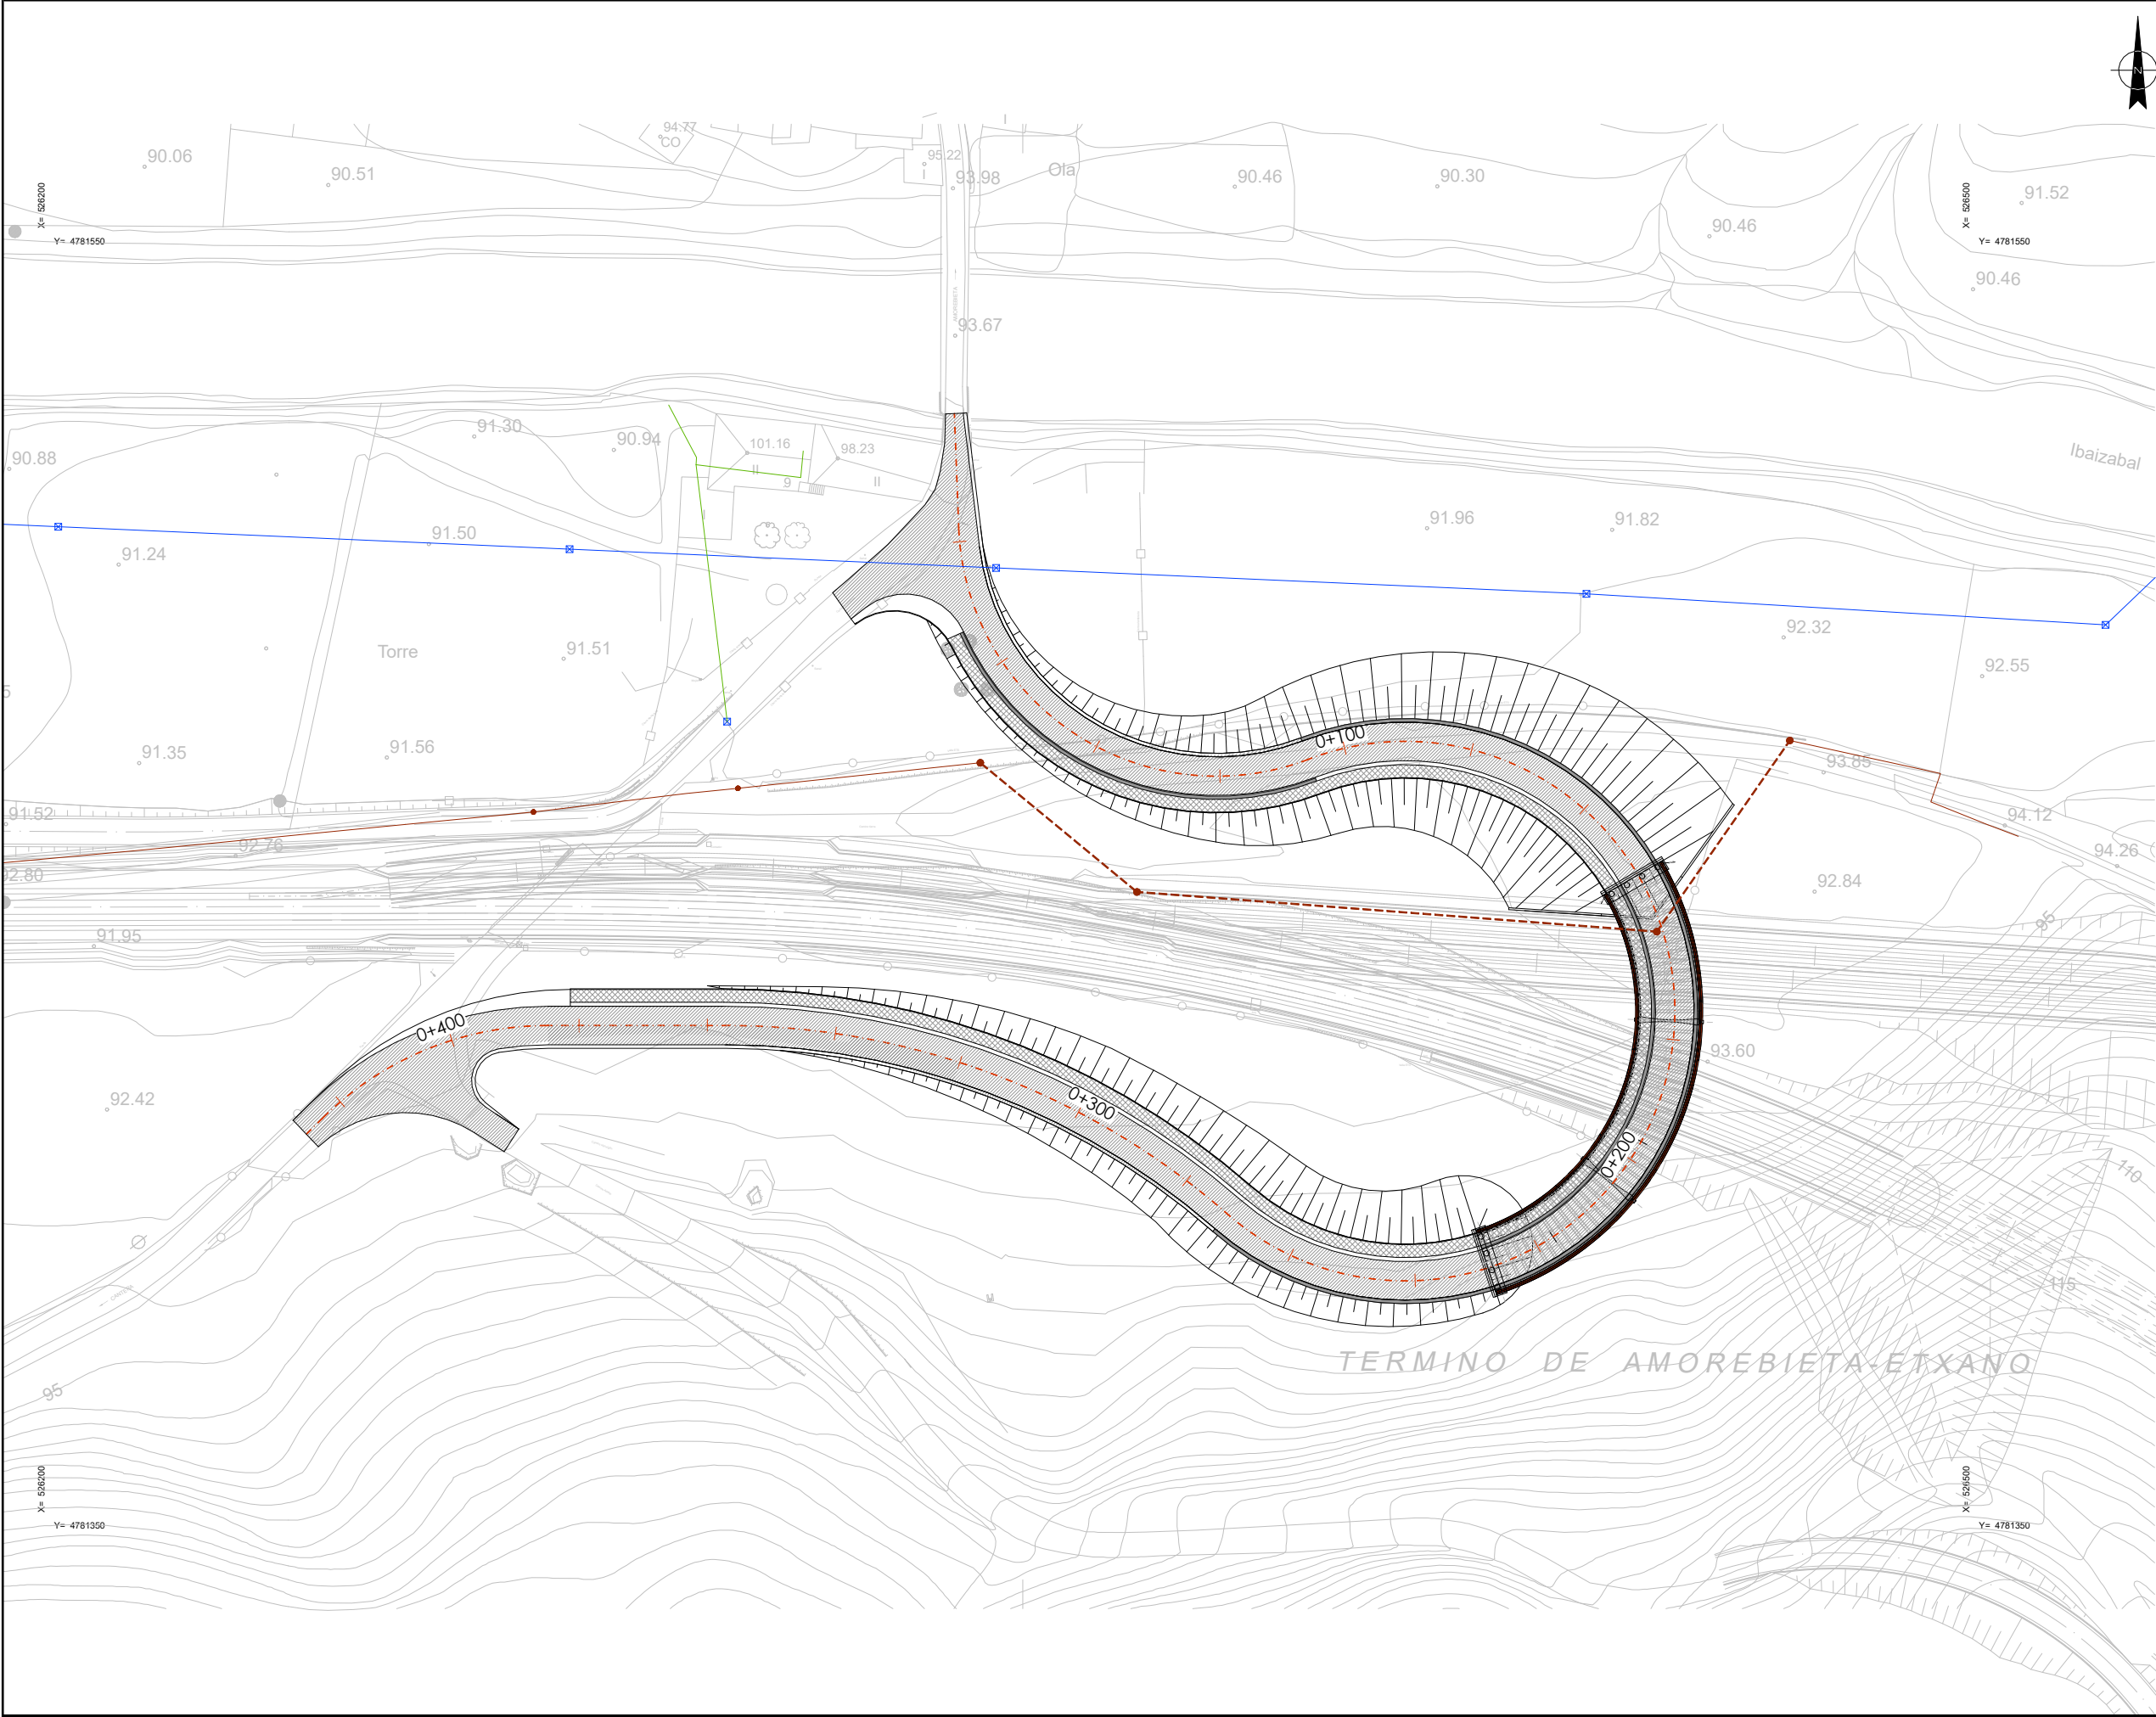 N
94.77
CO
90.06
90.51
95.22
I
I
93.98
Ola
90.46
90.30
91.52
90.46
X= 526200
Y= 4781550
X= 526500
Y= 4781550
90.46
AMOREBIETA
93.67
91.30
90.94
101.16
98.23
II
9
II
I
90.88
Ibaizabal
91.50
91.24
91.96
91.82
92.32
Torre
91.51
92.55
5
91.35
91.56
0+100
93.85
91.52
94.12
92.76
94.26
92.80
92.84
95
91.95
0+400
93.60
92.42
0+300
0+200
110
115
TERMINO DE AMOREBIETA-ETXANO
95
X= 526200
Y= 4781350
X= 526500
Y= 4781350